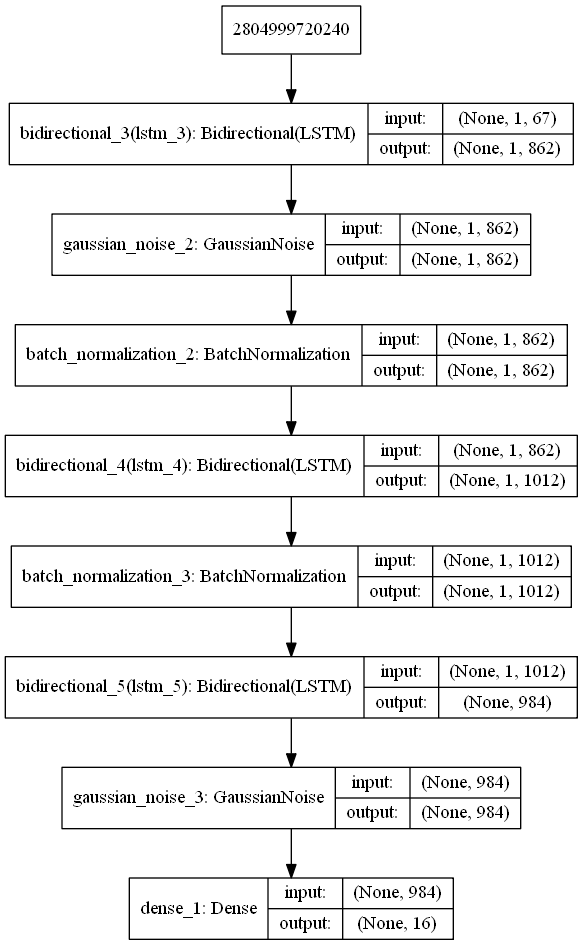 2804999720240
bidirectional_3(lstm_3): Bidirectional(LSTM)
input: (None, 1, 67)
output: (None, 1, 862)
gaussian_noise_2: GaussianNoise
input: (None, 1, 862)
output: (None, 1, 862)
batch_normalization_2: BatchNormalization
input: (None, 1, 862)
output: (None, 1, 862)
bidirectional_4(lstm_4): Bidirectional(LSTM)
input: (None, 1, 862)
output: (None, 1, 1012)
batch_normalization_3: BatchNormalization
input: (None, 1, 1012)
output: (None, 1, 1012)
bidirectional_5(lstm_5): Bidirectional(LSTM)
input: (None, 1, 1012)
output: (None, 984)
gaussian_noise_3: GaussianNoise
input: (None, 984)
output: (None, 984)
dense_1: Dense
input: (None, 984)
output: (None, 16)